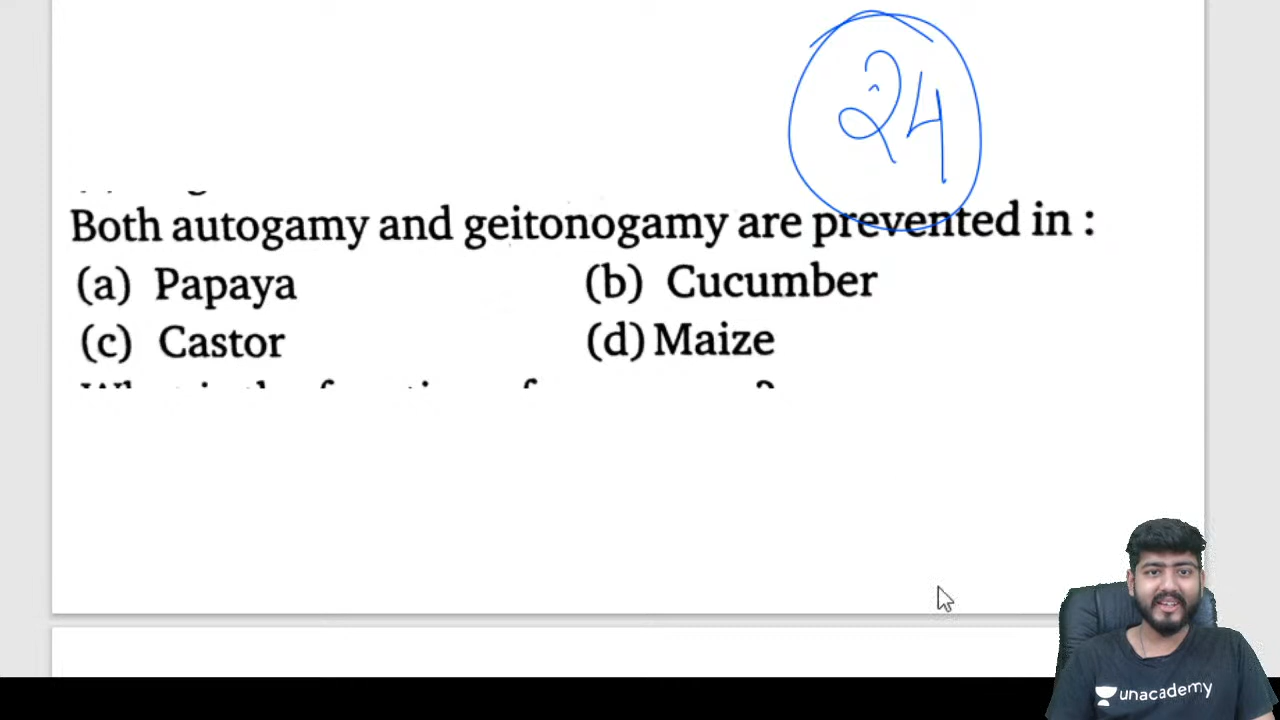 24
Both autogamy and geitonogamy are prevented in :
(a) Papaya (b) Cucumber
(c) Castor (d) Maize
unacademy